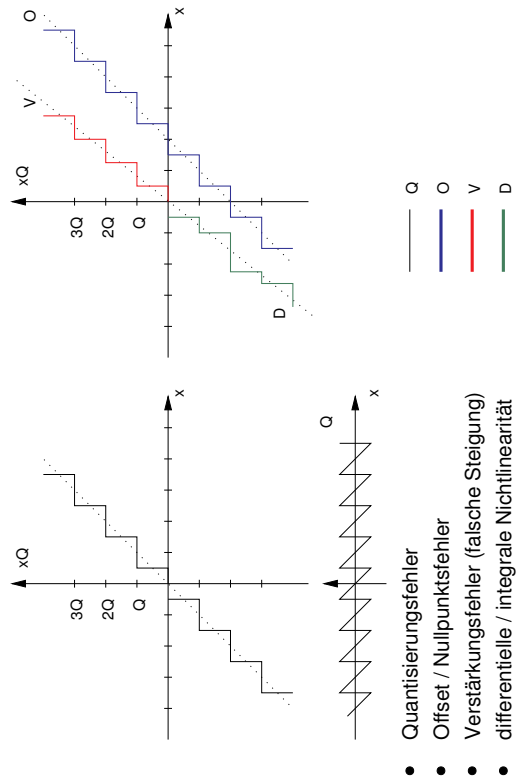 xQ
3Q
2Q
Q
x
Q
x
xQ
3Q
2Q
Q
V
O
x
D
• Quantisierungsfehler Q
• Offset / Nullpunktsfehler O
• Verstärkungsfehler (falsche Steigung) V
• differentielle / integrale Nichtlinearität D